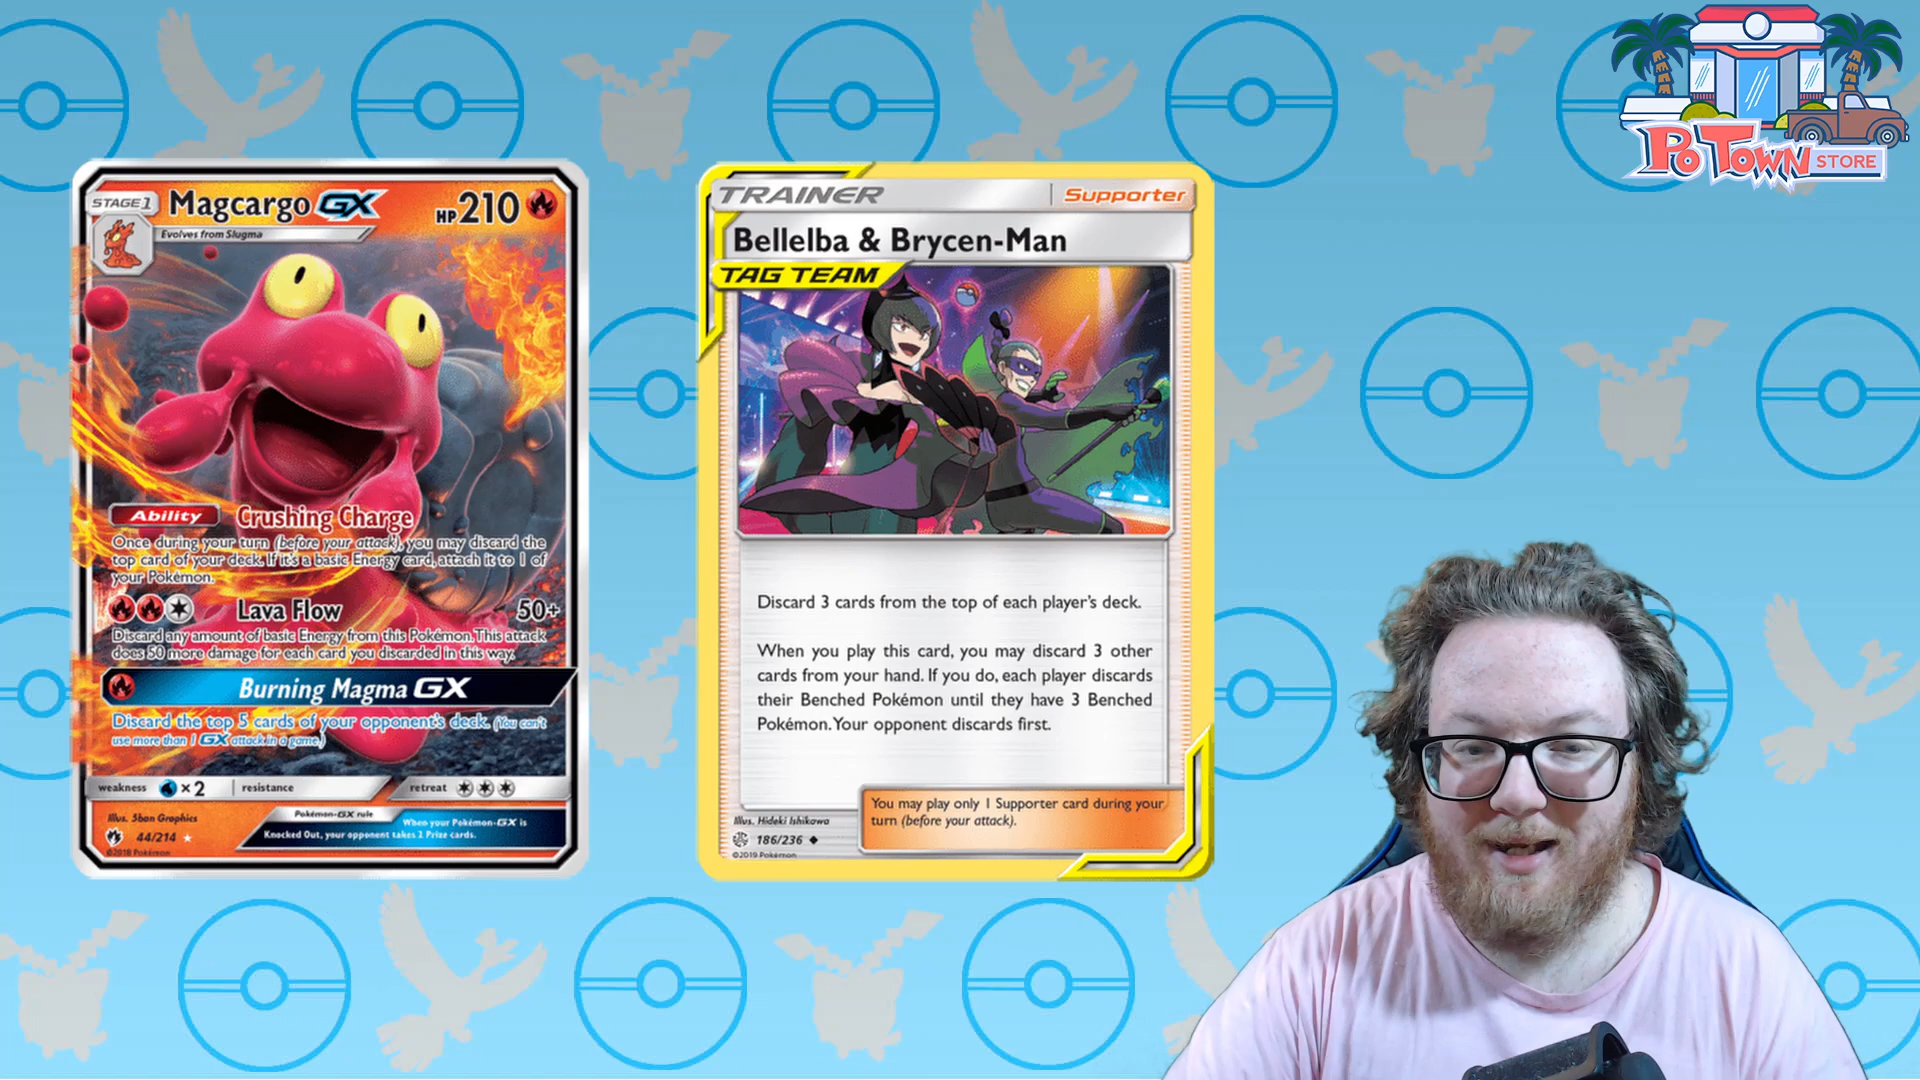 PoTown STORE
STAGE 1 Magcargo GX HP 210
Evolves from Slugma
Ability Crushing Charge
Once during your turn (before your attack), you may discard the
top card of your deck. If it's a basic Energy card, attach it to 1 of
your Pokémon.
Lava Flow 50+
Discard any amount of basic Energy from this Pokémon. This attack
does 50 more damage for each card you discarded in this way.
Burning Magma GX
Discard the top 5 cards of your opponent's deck. (You can't
use more than 1 GX attack in a game.)
weakness ×2 resistance retreat
Illus. 5ban Graphics
44/214
©2018 Pokémon
Pokémon-GX rule
When your Pokémon-GX is
Knocked Out, your opponent takes 2 Prize cards.
TRAINER Supporter
Bellelba & Brycen-Man
TAG TEAM
Discard 3 cards from the top of each player's deck.
When you play this card, you may discard 3 other
cards from your hand. If you do, each player discards
their Benched Pokémon until they have 3 Benched
Pokémon. Your opponent discards first.
You may play only 1 Supporter card during your
turn (before your attack).
Illus. Hideki Ishikawa
186/236
©2019 Pokémon